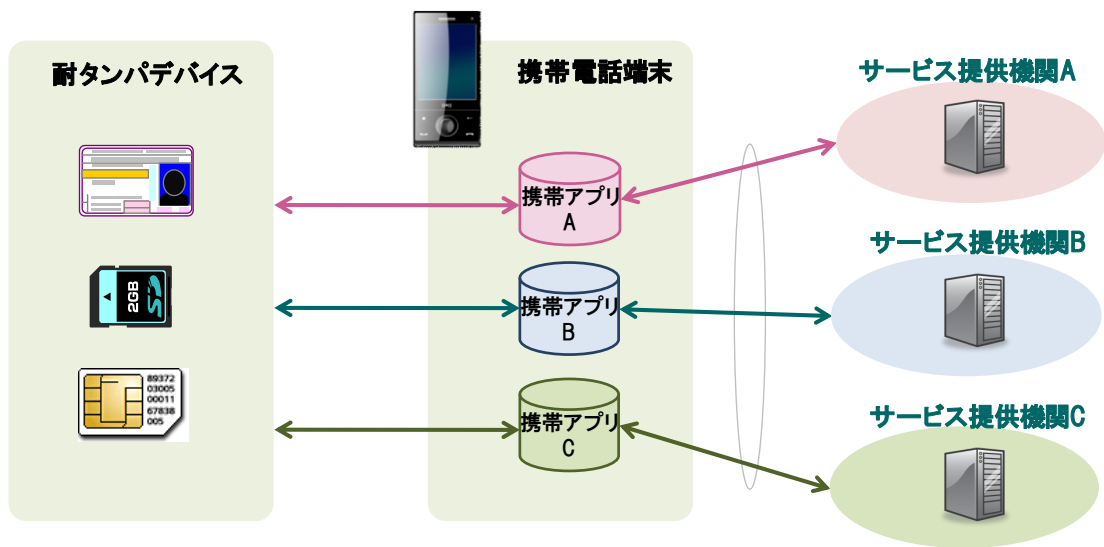 耐タンパデバイス
携帯電話端末
サービス提供機関A
携帯アプリ
A
サービス提供機関B
2GB
SD
携帯アプリ
B
89372
03005
00011
67838
005
携帯アプリ
C
サービス提供機関C